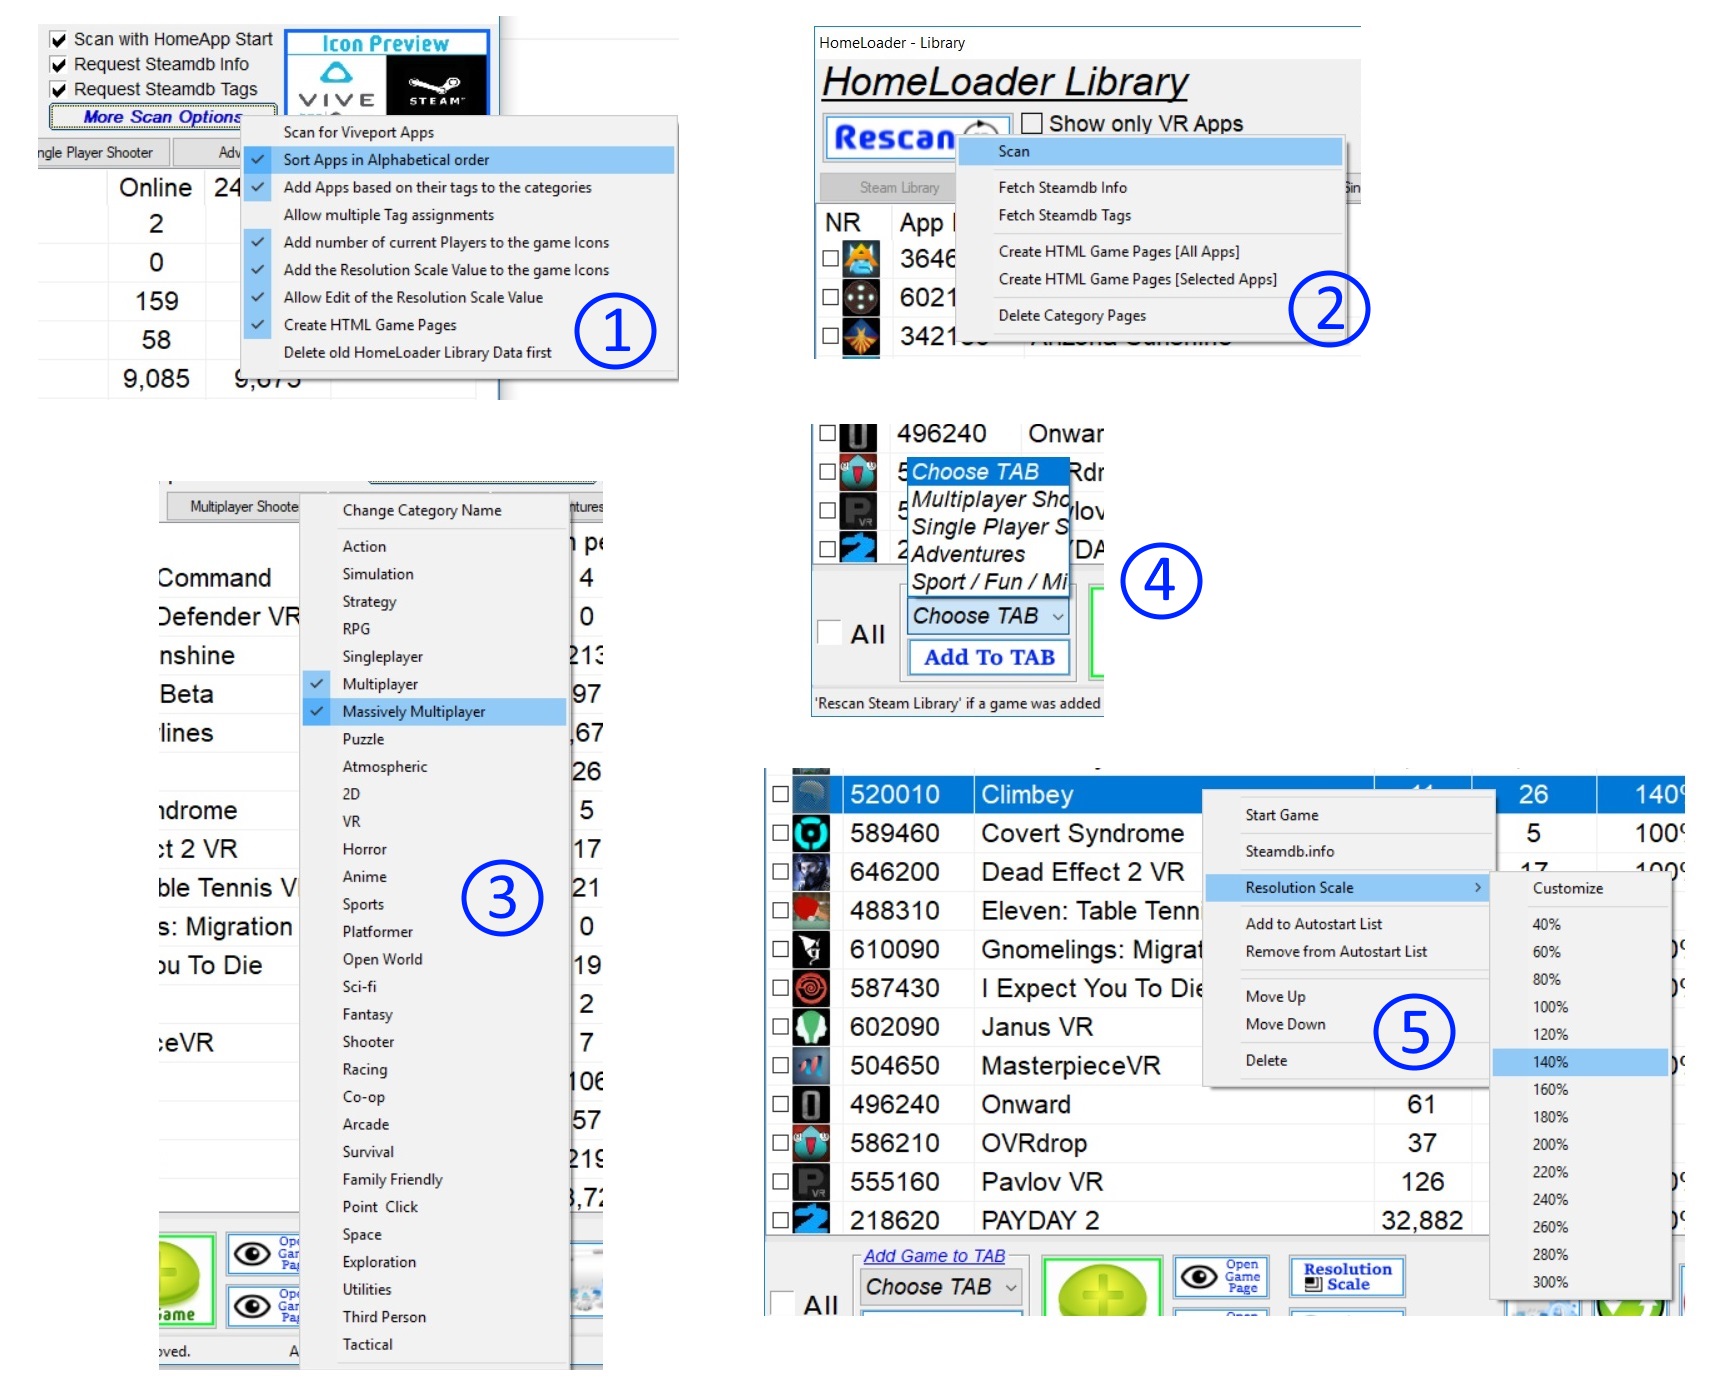 Scan with HomeApp Start
Request Steamdb Info
Request Steamdb Tags
More Scan Options
Icon Preview
VIVE
STEAM
Scan for Viveport Apps
Sort Apps in Alphabetical order
Add Apps based on their tags to the categories
Allow multiple Tag assignments
Add number of current Players to the game Icons
Add the Resolution Scale Value to the game Icons
Allow Edit of the Resolution Scale Value
Create HTML Game Pages
Delete old HomeLoader Library Data first
Player Shooter
Online
2
0
159
58
9,085
1
HomeLoader - Library
HomeLoader Library
Rescan
Show only VR Apps
Scan
Fetch Steamdb Info
Fetch Steamdb Tags
Create HTML Game Pages [All Apps]
Create HTML Game Pages [Selected Apps]
Delete Category Pages
Steam Library
NR App
3646
6021
2
496240 Onwar
Choose TAB
Multiplayer Sho
Single Player S
Adventures
Sport / Fun / Mi
Choose TAB
All
Add To TAB
'Rescan Steam Library' if a game was added
4
Multiplayer Shoote
Change Category Name
Action
Simulation
Strategy
RPG
Singleplayer
Multiplayer
Massively Multiplayer
Puzzle
Atmospheric
2D
VR
Horror
Anime
Sports
Platformer
Open World
Sci-fi
Fantasy
Shooter
Racing
Co-op
Arcade
Survival
Family Friendly
Point Click
Space
Exploration
Utilities
Third Person
Tactical
Command 4
Defender VR 0
nshine 213
Beta 97
lines ,67
26
ndrome 5
ct 2 VR 17
ble Tennis V 21
s: Migration 0
ou To Die 19
2
ceVR 7
106
57
219
3,72
ame
oved.
A
3
520010 Climbey 26 140%
589460 Covert Syndrome 5 100%
646200 Dead Effect 2 VR
488310 Eleven: Table Tenn
610090 Gnomelings: Migrat
587430 I Expect You To Die
602090 Janus VR
504650 MasterpieceVR
496240 Onward 61
586210 OVRdrop 37
555160 Pavlov VR 126
218620 PAYDAY 2 32,882
Start Game
Steamdb.info
Resolution Scale
Add to Autostart List
Remove from Autostart List
Move Up
Move Down
Delete
Customize
40%
60%
80%
100%
120%
140%
160%
180%
200%
220%
240%
260%
280%
300%
5
Add Game to TAB
Choose TAB
All
Open
Game
Page
Resolution
Scale